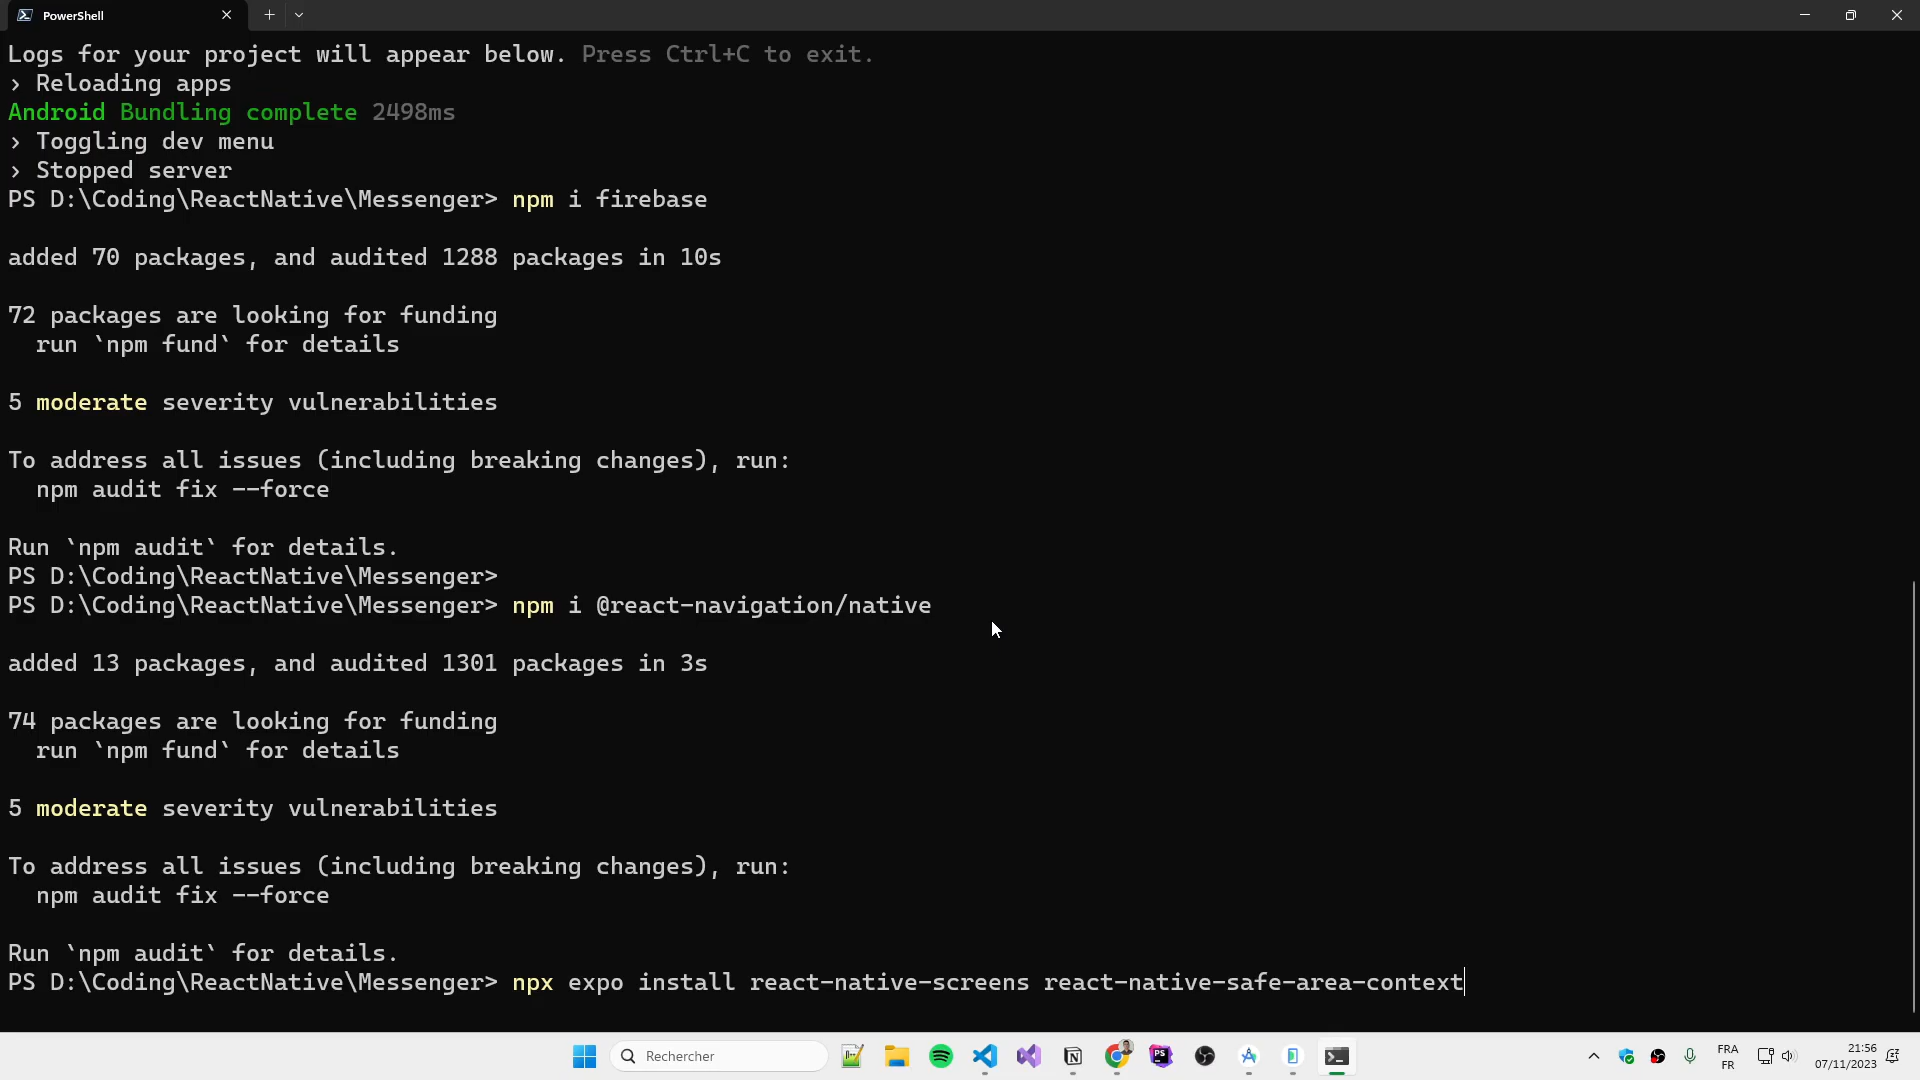 PowerShell
Logs for your project will appear below. Press Ctrl+C to exit.
› Reloading apps
Android Bundling complete 2498ms
› Toggling dev menu
› Stopped server
PS D:\Coding\ReactNative\Messenger> npm i firebase
added 70 packages, and audited 1288 packages in 10s
72 packages are looking for funding
  run `npm fund` for details
5 moderate severity vulnerabilities
To address all issues (including breaking changes), run:
  npm audit fix --force
Run `npm audit` for details.
PS D:\Coding\ReactNative\Messenger>
PS D:\Coding\ReactNative\Messenger> npm i @react-navigation/native
added 13 packages, and audited 1301 packages in 3s
74 packages are looking for funding
  run `npm fund` for details
5 moderate severity vulnerabilities
To address all issues (including breaking changes), run:
  npm audit fix --force
Run `npm audit` for details.
PS D:\Coding\ReactNative\Messenger> npx expo install react-native-screens react-native-safe-area-context
Rechercher
FRA
FR
21:56
07/11/2023